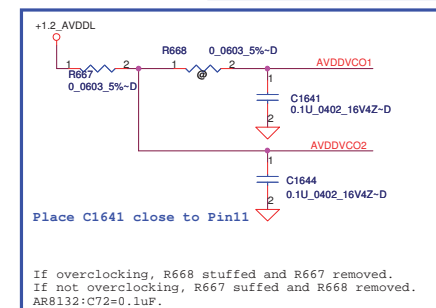 +1.2_AVDDL
R668 0_0603_5%~D
1 2 1 2 AVDDVCO1
R667 @
0_0603_5%~D
1
C1641
0.1U_0402_16V4Z~D
2
AVDDVCO2
1
C1644
0.1U_0402_16V4Z~D
2
Place C1641 close to Pin11
If overclocking, R668 stuffed and R667 removed.
If not overclocking, R667 suffed and R668 removed.
AR8132:C72=0.1uF.